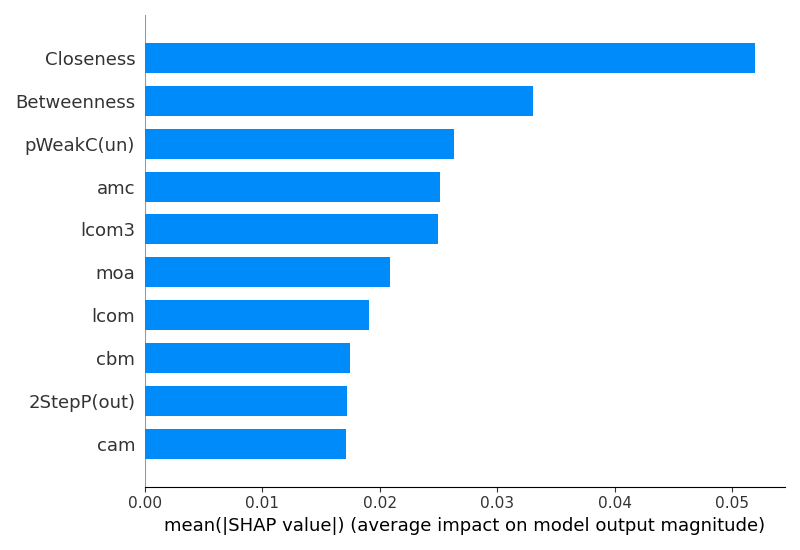 Closeness
Betweenness
pWeakC(un)
amc
lcom3
moa
lcom
cbm
2StepP(out)
cam
0.00 0.01 0.02 0.03 0.04 0.05
mean(|SHAP value|) (average impact on model output magnitude)